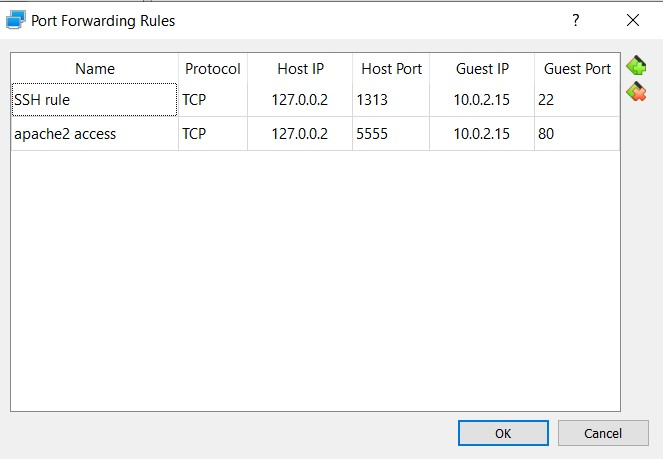 Port Forwarding Rules ?
Name Protocol Host IP Host Port Guest IP Guest Port
SSH rule TCP 127.0.0.2 1313 10.0.2.15 22
apache2 access TCP 127.0.0.2 5555 10.0.2.15 80
OK Cancel